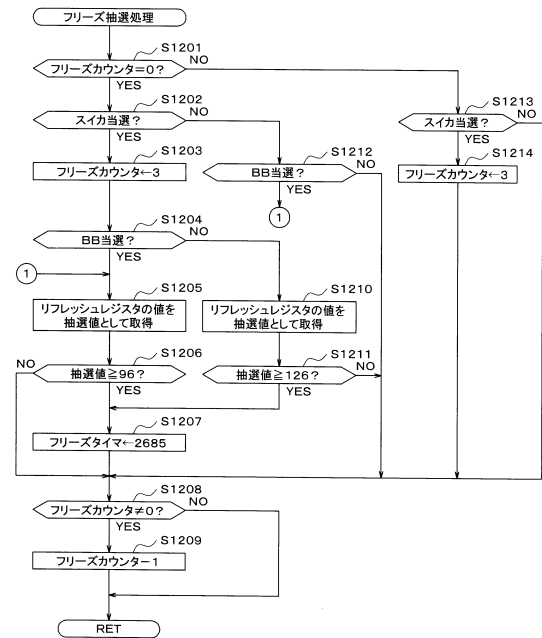 フリーズ抽選処理
S1201
フリーズカウンタ=0?
NO
YES
S1202
スイカ当選?
NO
YES
S1213
スイカ当選?
NO
YES
S1203
フリーズカウンタ←3
S1212
BB当選?
NO
YES
1
S1214
フリーズカウンタ←3
S1204
BB当選?
NO
YES
1
S1205
リフレッシュレジスタの値を
抽選値として取得
S1210
リフレッシュレジスタの値を
抽選値として取得
S1206
NO
抽選値≧96?
YES
S1211
抽選値≧126?
NO
YES
S1207
フリーズタイマ←2685
S1208
フリーズカウンタ≠0?
NO
YES
S1209
フリーズカウンター1
RET